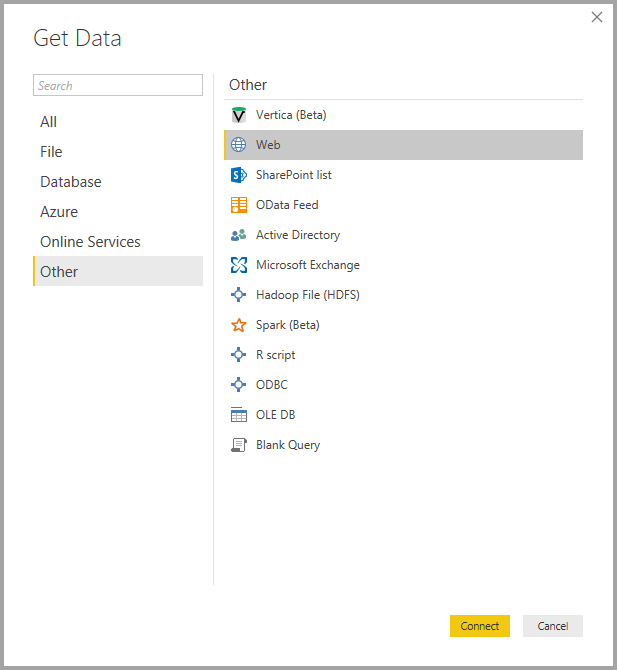 Get Data
Search
All
File
Database
Azure
Online Services
Other
Other
Vertica (Beta)
Web
SharePoint list
OData Feed
Active Directory
Microsoft Exchange
Hadoop File (HDFS)
Spark (Beta)
R script
ODBC
OLE DB
Blank Query
Connect
Cancel